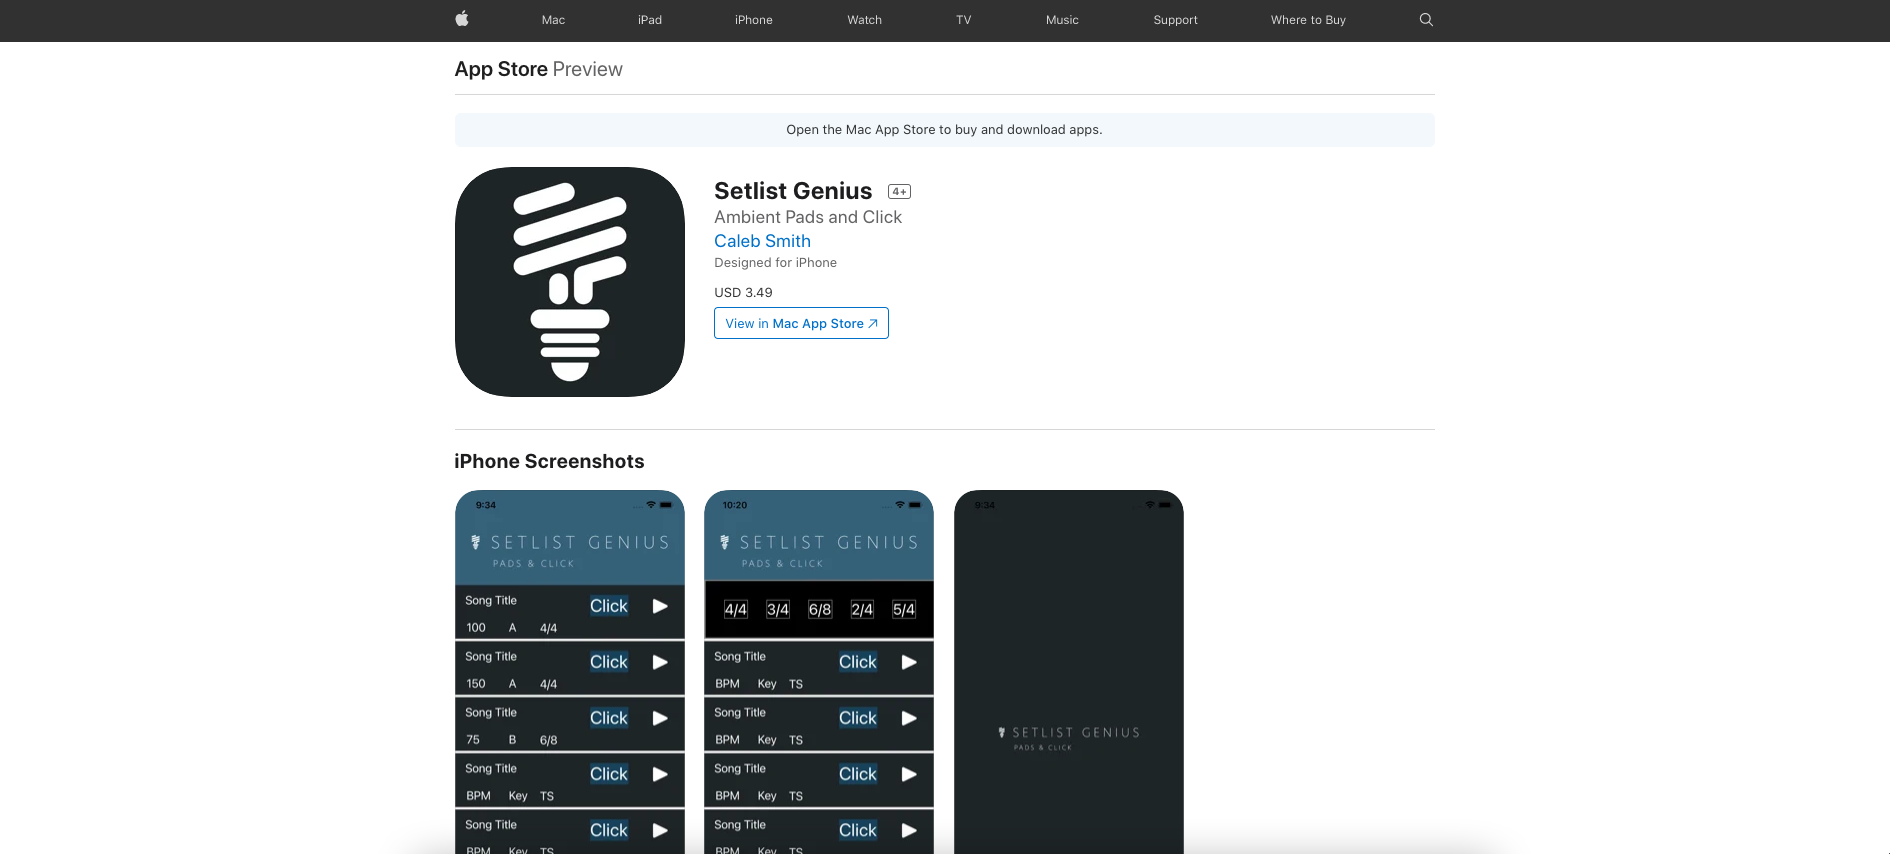 Mac iPad iPhone Watch TV Music Support Where to Buy
App Store Preview
Open the Mac App Store to buy and download apps.
Setlist Genius 4+
Ambient Pads and Click
Caleb Smith
Designed for iPhone
USD 3.49
View in Mac App Store
iPhone Screenshots
9:34
SETLIST GENIUS
PADS & CLICK
Song Title Click
100 A 4/4
Song Title Click
150 A 4/4
Song Title Click
75 B 6/8
Song Title Click
BPM Key TS
Song Title Click
BPM Key TS
10:20
SETLIST GENIUS
PADS & CLICK
4/4 3/4 6/8 2/4 5/4
Song Title Click
BPM Key TS
Song Title Click
BPM Key TS
Song Title Click
BPM Key TS
Song Title Click
BPM Key TS
9:34
SETLIST GENIUS
PADS & CLICK